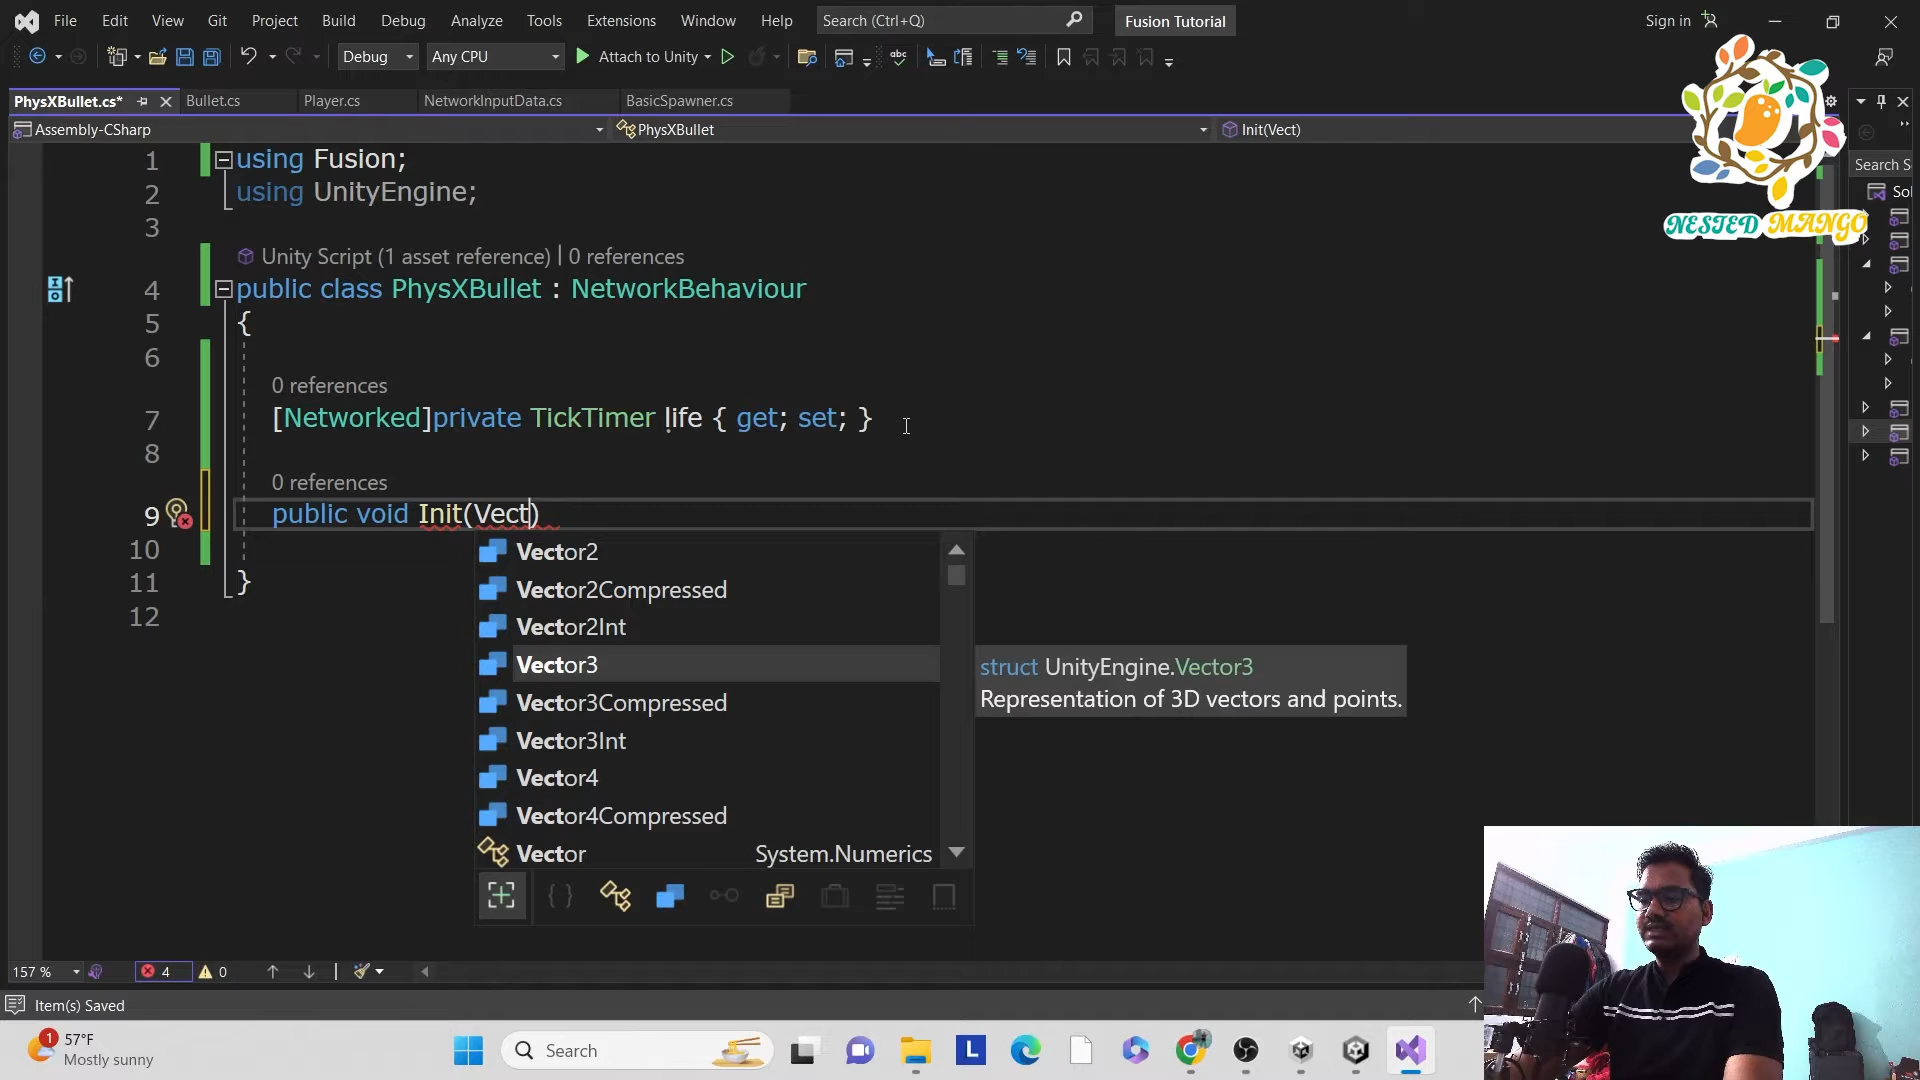 File Edit View Git Project Build Debug Analyze Tools Extensions Window Help Search (Ctrl+Q) Fusion Tutorial Sign in
Debug Any CPU Attach to Unity
PhysXBullet.cs* Bullet.cs Player.cs NetworkInputData.cs BasicSpawner.cs
Assembly-CSharp PhysXBullet Init(Vect)
NESTED MANGO
Search S
Sol
1 using Fusion;
2 using UnityEngine;
3
Unity Script (1 asset reference) | 0 references
4 public class PhysXBullet : NetworkBehaviour
5 {
6
0 references
7 [Networked]private TickTimer life { get; set; }
8
0 references
9 public void Init(Vect)
10
11 }
12
Vector2
Vector2Compressed
Vector2Int
Vector3
Vector3Compressed
Vector3Int
Vector4
Vector4Compressed
Vector System.Numerics
struct UnityEngine.Vector3
Representation of 3D vectors and points.
157 % 4 0
Item(s) Saved
1 57°F
Mostly sunny
Search
L